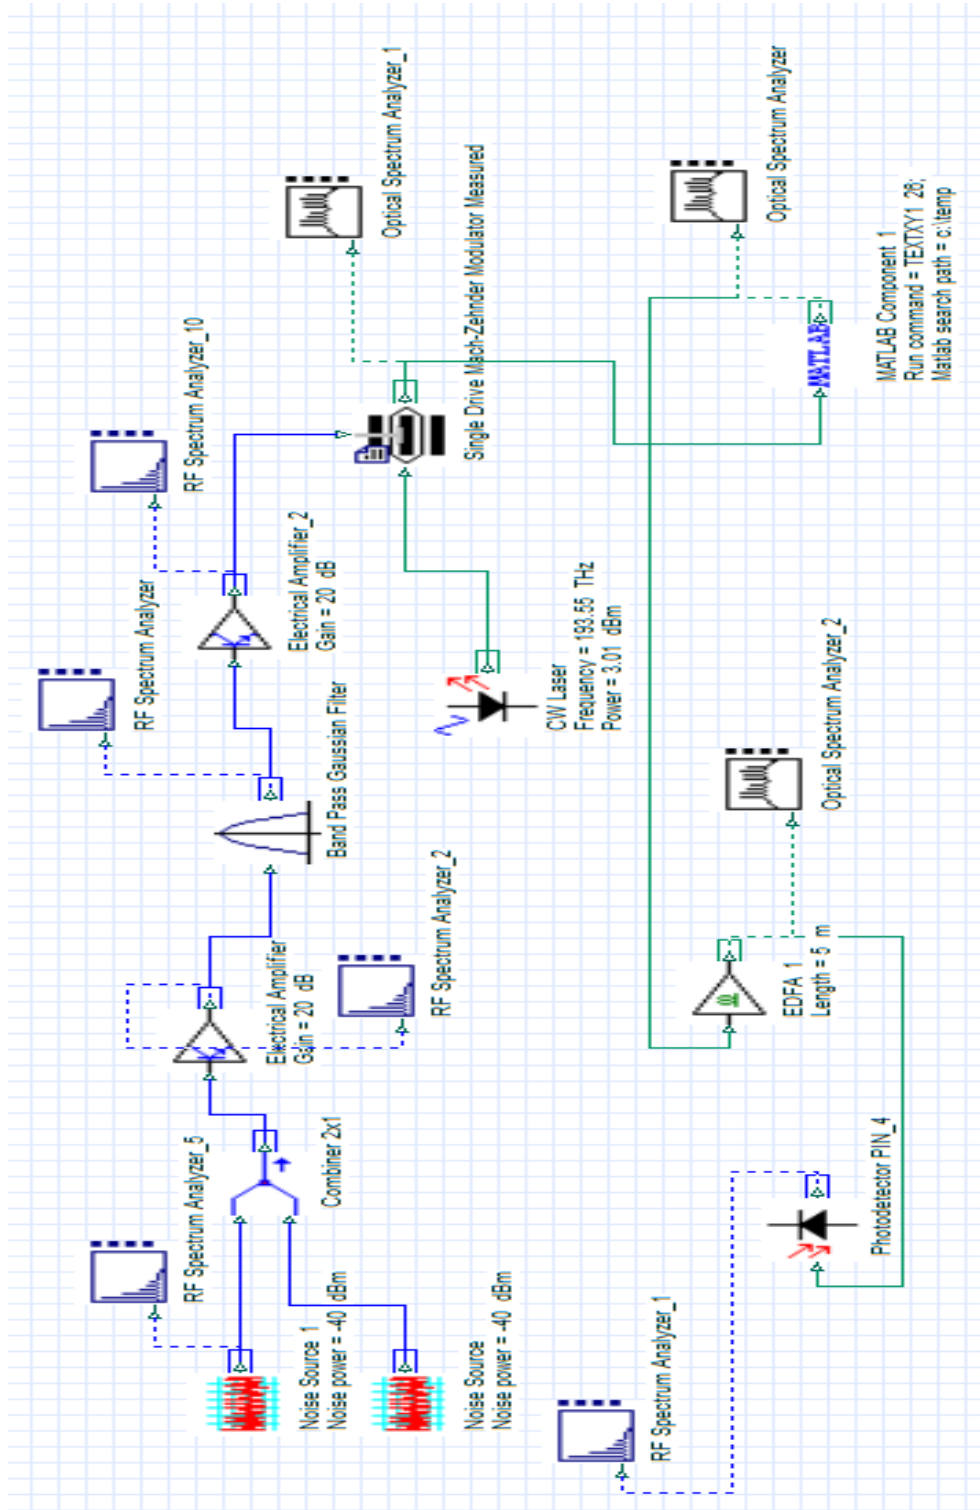 Optical Spectrum Analyzer_1
Optical Spectrum Analyzer
Single Drive Mach-Zehnder Modulator Measured
MATLAB
MATLAB Component 1
Run command = TEXTXY1 26;
Matlab search path = c:\temp
RF Spectrum Analyzer_10
RF Spectrum Analyzer
Electrical Amplifier_2
Gain = 20 dB
CW Laser
Frequency = 193.55 THz
Power = 3.01 dBm
Band Pass Gaussian Filter
Optical Spectrum Analyzer_2
RF Spectrum Analyzer_2
Electrical Amplifier
Gain = 20 dB
EDFA 1
Length = 5 m
RF Spectrum Analyzer_5
Combiner 2x1
Photodetector PIN_4
Noise Source 1
Noise power = -40 dBm
Noise Source
Noise power = -40 dBm
RF Spectrum Analyzer_1